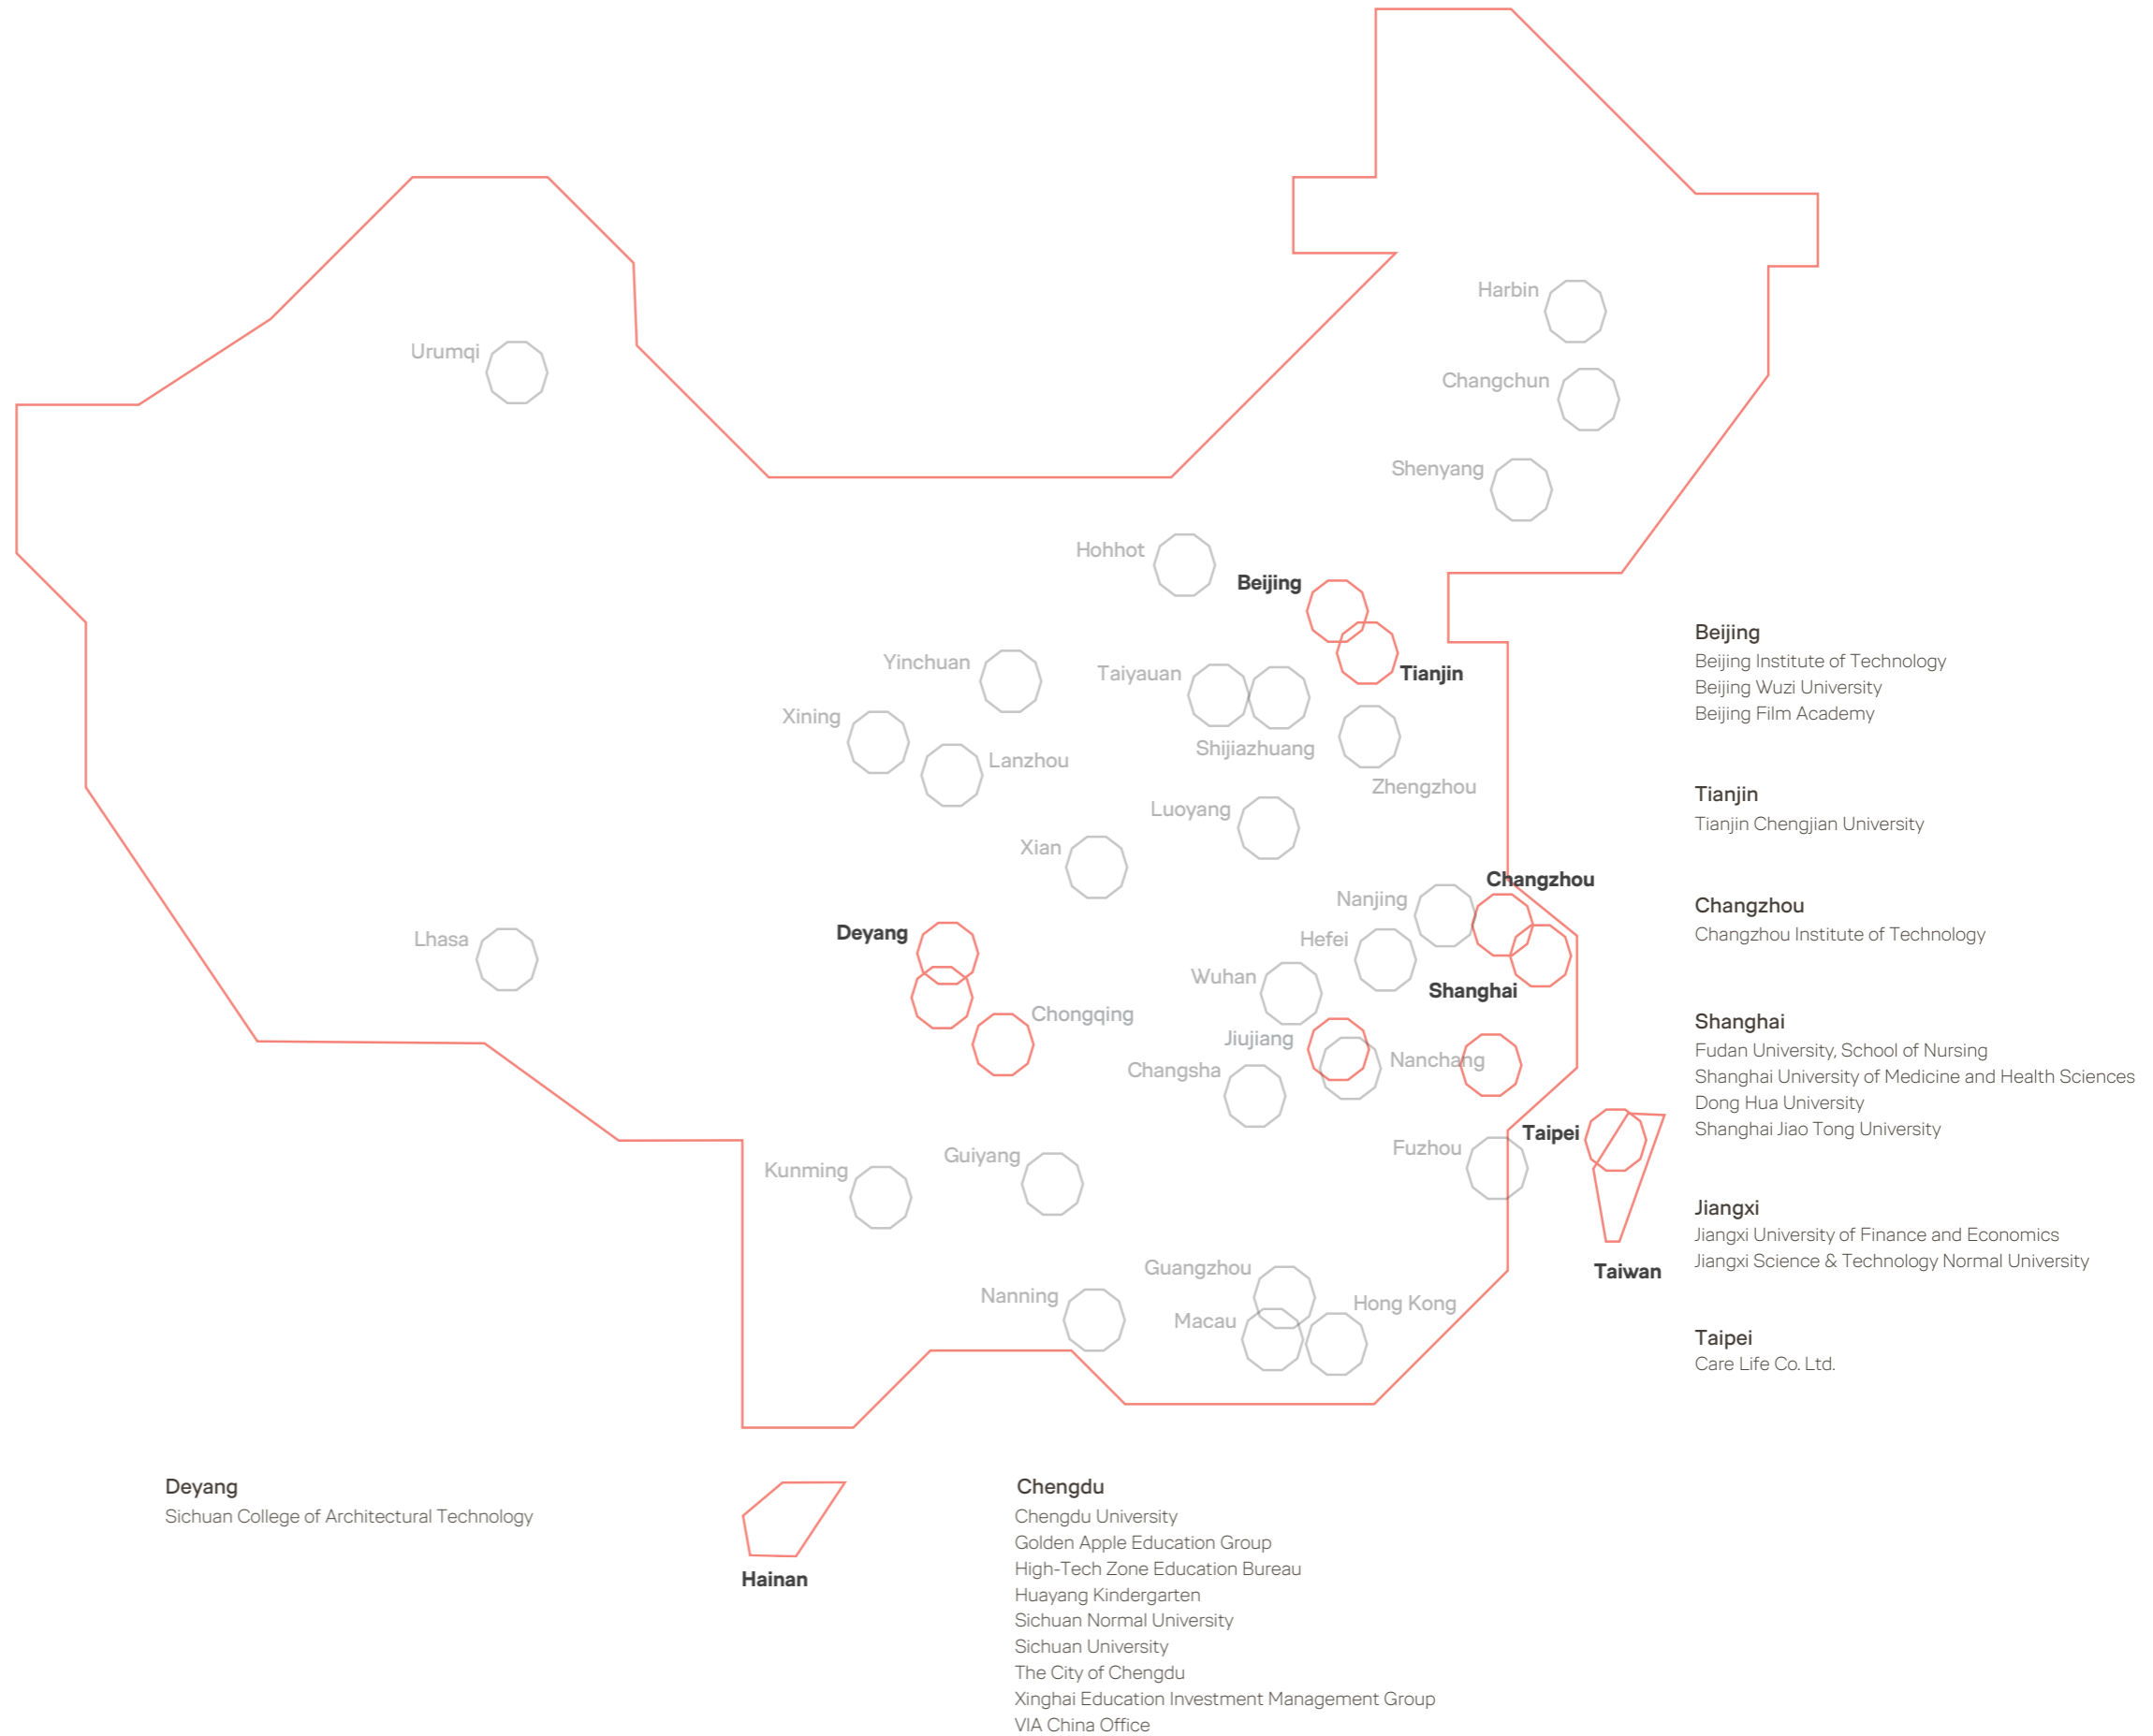 Harbin
Urumqi
Changchun
Shenyang
Hohhot
Beijing
Yinchuan
Taiyauan
Tianjin
Xining
Lanzhou
Shijiazhuang
Zhengzhou
Luoyang
Xian
Changzhou
Nanjing
Deyang
Lhasa
Hefei
Wuhan
Shanghai
Chongqing
Jiujiang
Nanchang
Changsha
Taipei
Fuzhou
Guiyang
Kunming
Guangzhou
Taiwan
Nanning
Hong Kong
Macau
Hainan
Beijing
Beijing Institute of Technology
Beijing Wuzi University
Beijing Film Academy
Tianjin
Tianjin Chengjian University
Changzhou
Changzhou Institute of Technology
Shanghai
Fudan University, School of Nursing
Shanghai University of Medicine and Health Sciences
Dong Hua University
Shanghai Jiao Tong University
Jiangxi
Jiangxi University of Finance and Economics
Jiangxi Science & Technology Normal University
Taipei
Care Life Co. Ltd.
Deyang
Sichuan College of Architectural Technology
Chengdu
Chengdu University
Golden Apple Education Group
High-Tech Zone Education Bureau
Huayang Kindergarten
Sichuan Normal University
Sichuan University
The City of Chengdu
Xinghai Education Investment Management Group
VIA China Office